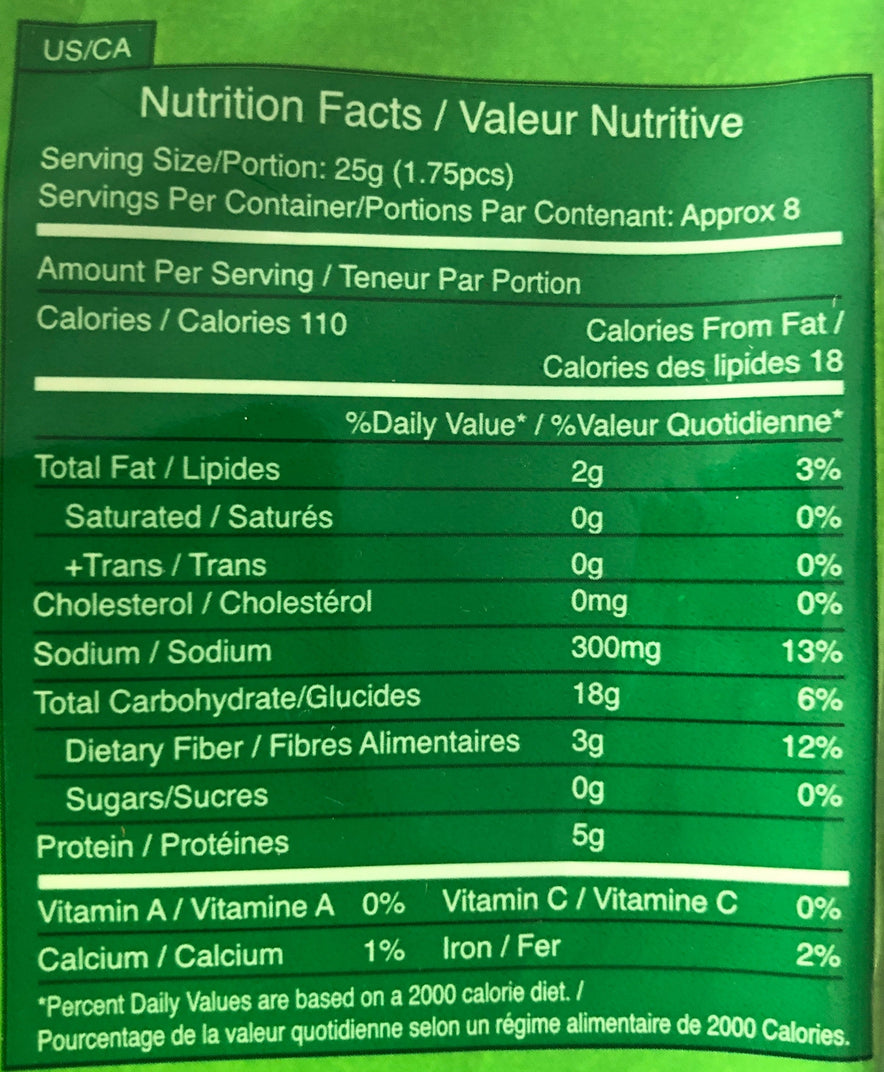 US/CA
Nutrition Facts / Valeur Nutritive
Serving Size/Portion: 25g (1.75pcs)
Servings Per Container/Portions Par Contenant: Approx 8
Amount Per Serving / Teneur Par Portion
Calories / Calories 110
Calories From Fat /
Calories des lipides 18
%Daily Value* / %Valeur Quotidienne*
Total Fat / Lipides 2g 3%
Saturated / Saturés 0g 0%
+Trans / Trans 0g 0%
Cholesterol / Cholestérol 0mg 0%
Sodium / Sodium 300mg 13%
Total Carbohydrate/Glucides 18g 6%
Dietary Fiber / Fibres Alimentaires 3g 12%
Sugars/Sucres 0g 0%
Protein / Protéines 5g
Vitamin A / Vitamine A 0% Vitamin C / Vitamine C 0%
Calcium / Calcium 1% Iron / Fer 2%
*Percent Daily Values are based on a 2000 calorie diet. /
Pourcentage de la valeur quotidienne selon un régime alimentaire de 2000 Calories.